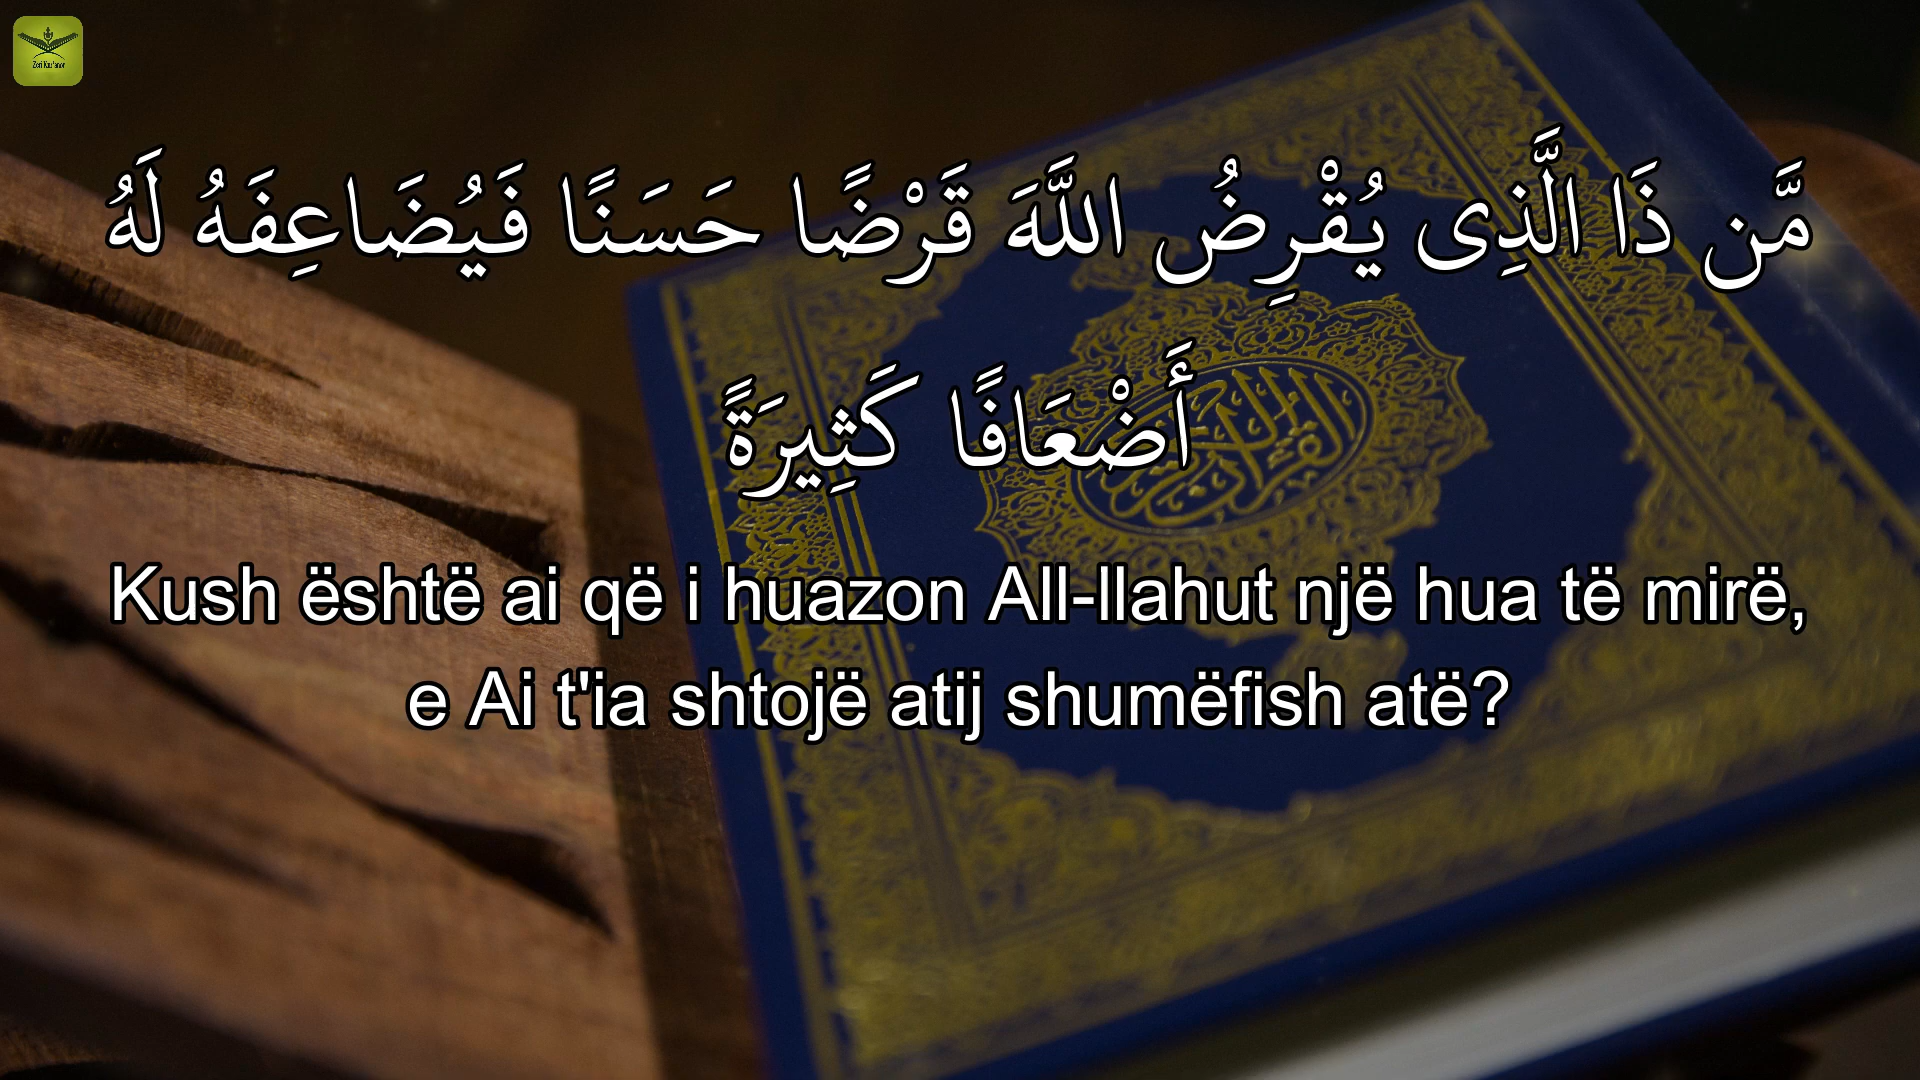 مَّن ذَا الَّذِى يُقْرِضُ اللَّهَ قَرْضًا حَسَنًا فَيُضَاعِفَهُ لَهُ
أَضْعَافًا كَثِيرَةً
Kush është ai që i huazon All-llahut një hua të mirë,
e Ai t'ia shtojë atij shumëfish atë?